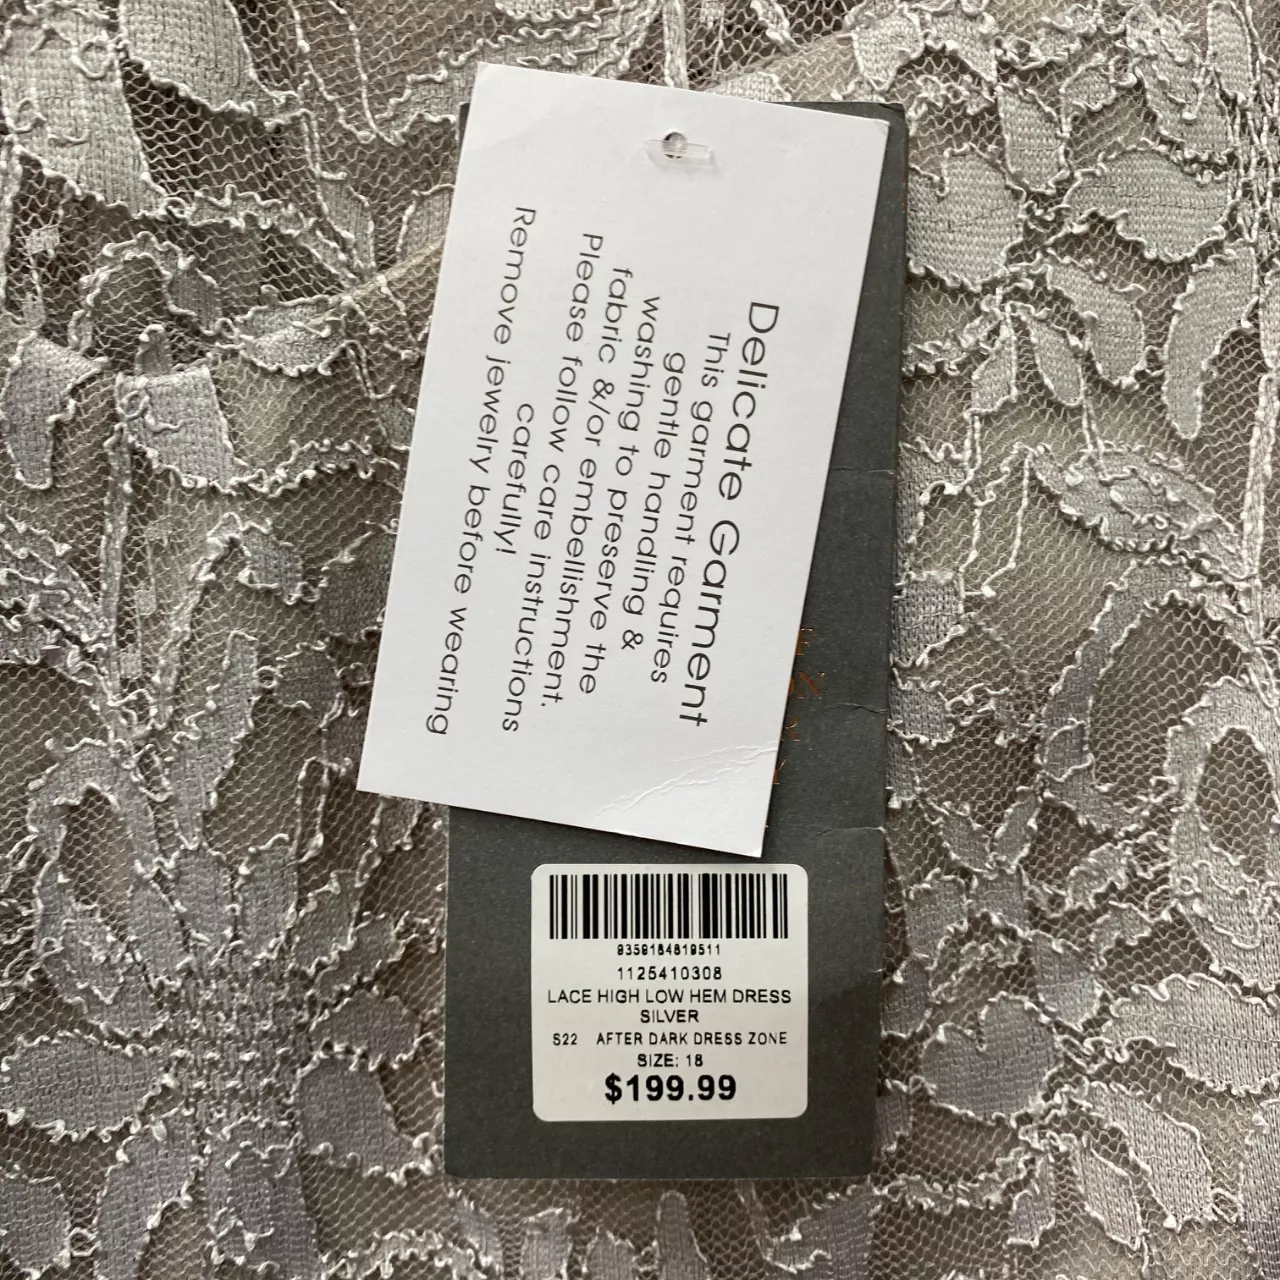 Delicate Garment
This garment requires
gentle handling &
washing to preserve the
fabric &/or embellishment.
Please follow care instructions
carefully!
Remove jewelry before wearing
9359184819511
1125410308
LACE HIGH LOW HEM DRESS
SILVER
S22 AFTER DARK DRESS ZONE
SIZE: 18
$199.99